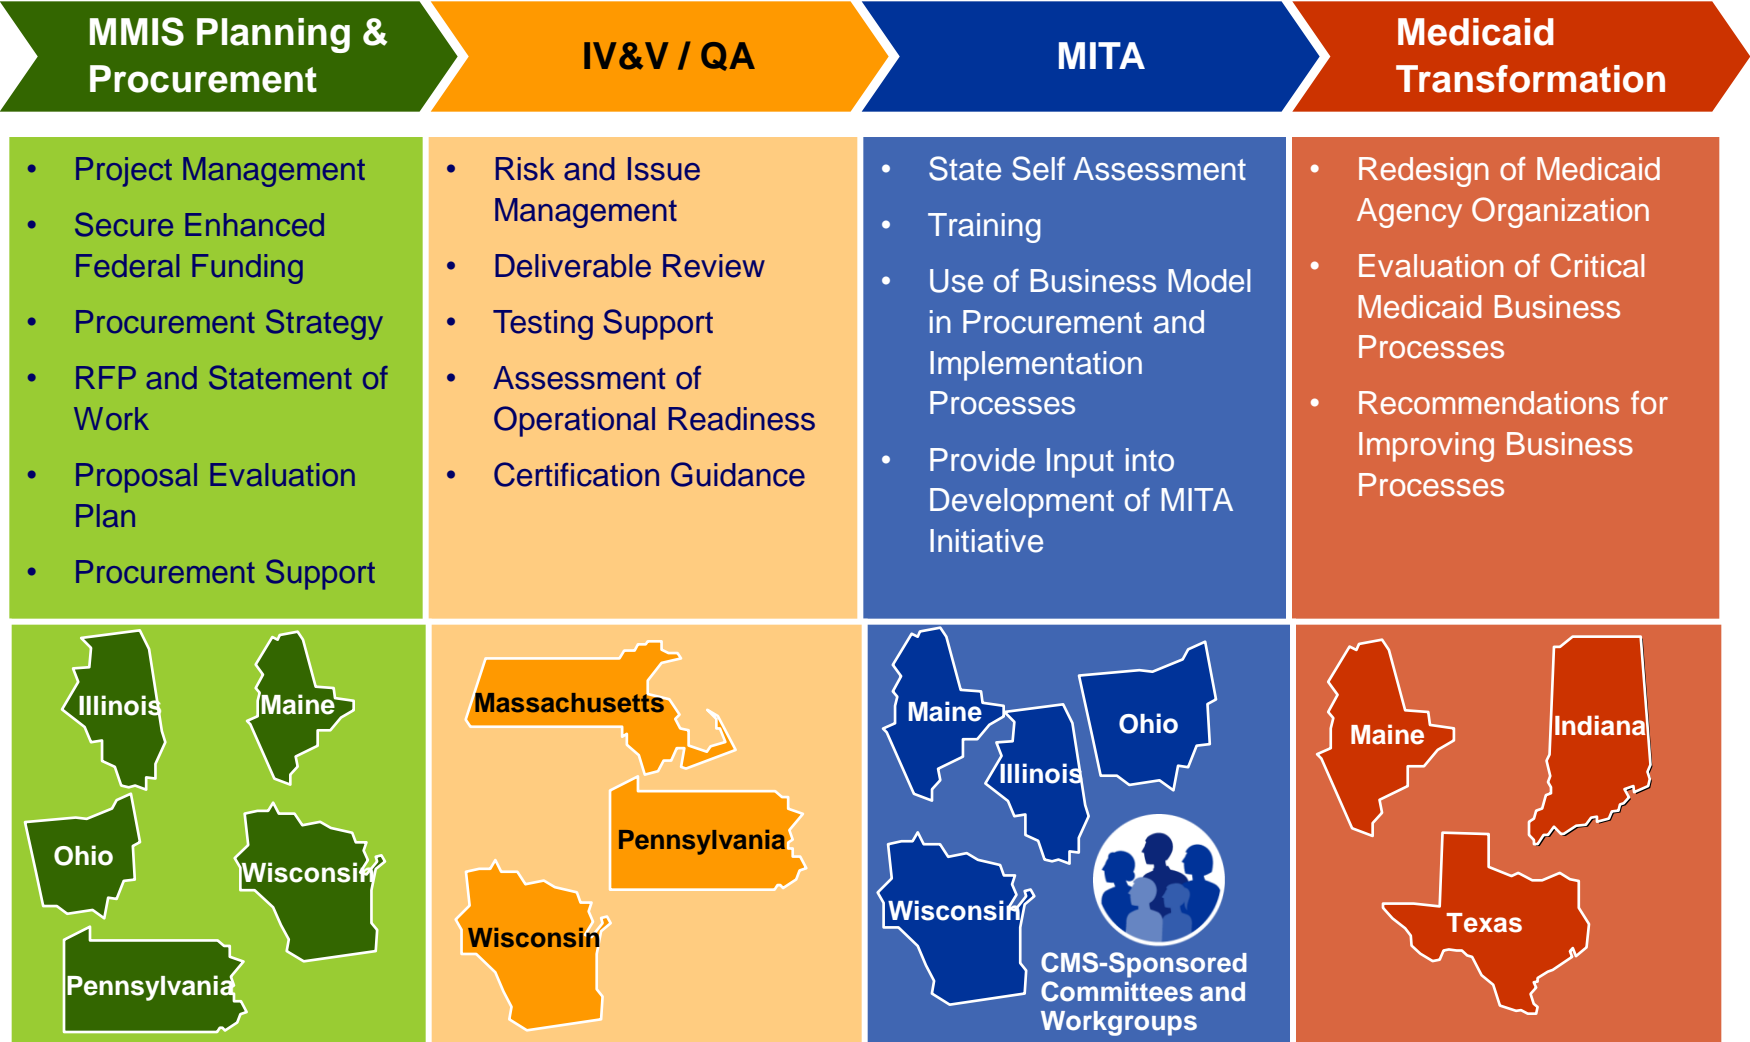 MMIS Planning &
Procurement
IV&V / QA
MITA
Medicaid
Transformation
• Project Management
• Secure Enhanced
Federal Funding
• Procurement Strategy
• RFP and Statement of
Work
• Proposal Evaluation
Plan
• Procurement Support
• Risk and Issue
Management
• Deliverable Review
• Testing Support
• Assessment of
Operational Readiness
• Certification Guidance
• State Self Assessment
• Training
• Use of Business Model
in Procurement and
Implementation
Processes
• Provide Input into
Development of MITA
Initiative
• Redesign of Medicaid
Agency Organization
• Evaluation of Critical
Medicaid Business
Processes
• Recommendations for
Improving Business
Processes
Illinois
Maine
Ohio
Wisconsin
Pennsylvania
Massachusetts
Pennsylvania
Wisconsin
Maine
Ohio
Illinois
Wisconsin
CMS-Sponsored
Committees and
Workgroups
Maine
Indiana
Texas